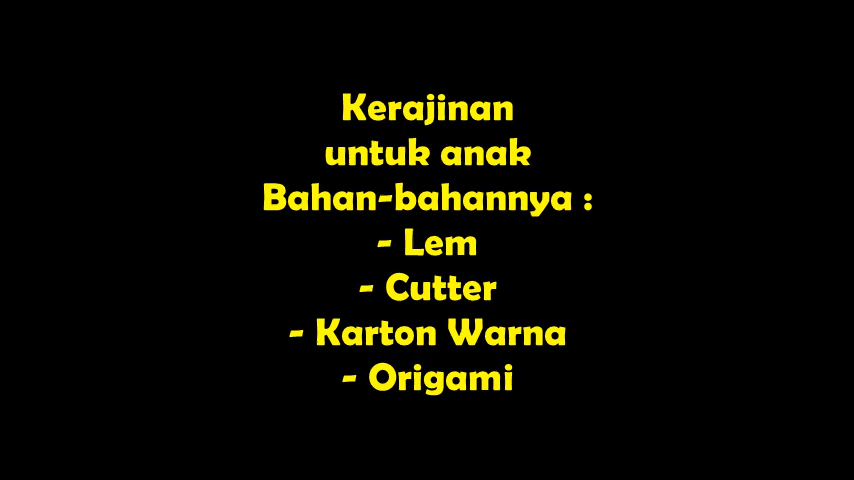 Kerajinan
untuk anak
Bahan-bahannya :
- Lem
- Cutter
- Karton Warna
- Origami